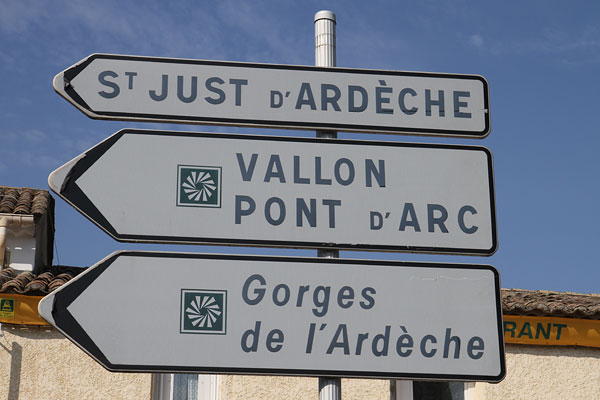 ST JUST D'ARDÈCHE
VALLON
PONT D'ARC
Gorges
de l'Ardèche
RANT